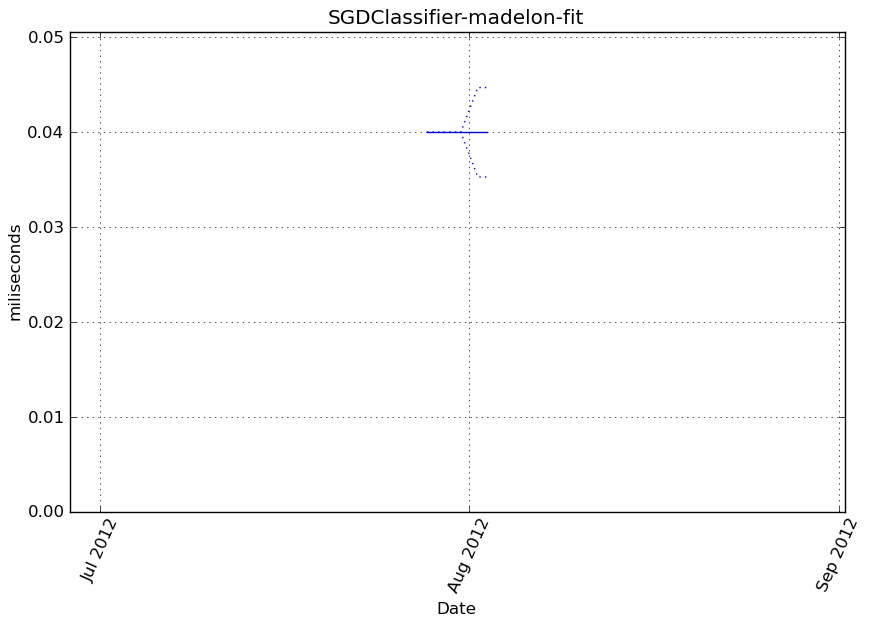 SGDClassifier-madelon-fit
0.05
0.04
0.03
0.02
0.01
0.00
miliseconds
Jul 2012
Aug 2012
Sep 2012
Date